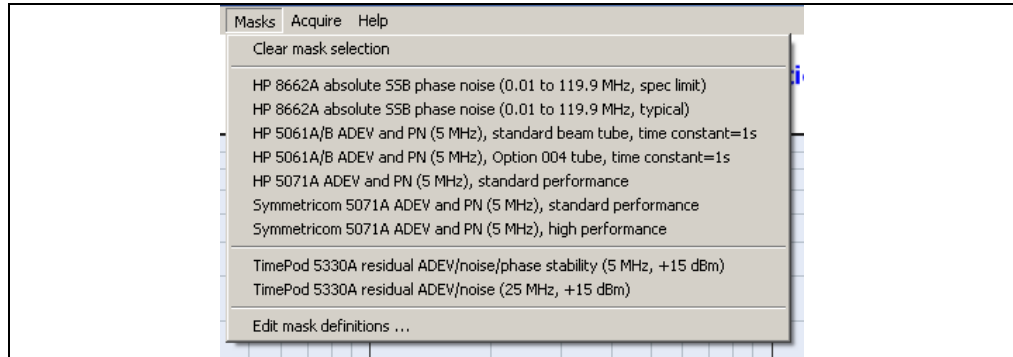 Masks Acquire Help
Clear mask selection
HP 8662A absolute SSB phase noise (0.01 to 119.9 MHz, spec limit)
HP 8662A absolute SSB phase noise (0.01 to 119.9 MHz, typical)
HP 5061A/B ADEV and PN (5 MHz), standard beam tube, time constant=1s
HP 5061A/B ADEV and PN (5 MHz), Option 004 tube, time constant=1s
HP 5071A ADEV and PN (5 MHz), standard performance
Symmetricom 5071A ADEV and PN (5 MHz), standard performance
Symmetricom 5071A ADEV and PN (5 MHz), high performance
TimePod 5330A residual ADEV/noise/phase stability (5 MHz, +15 dBm)
TimePod 5330A residual ADEV/noise (25 MHz, +15 dBm)
Edit mask definitions ...